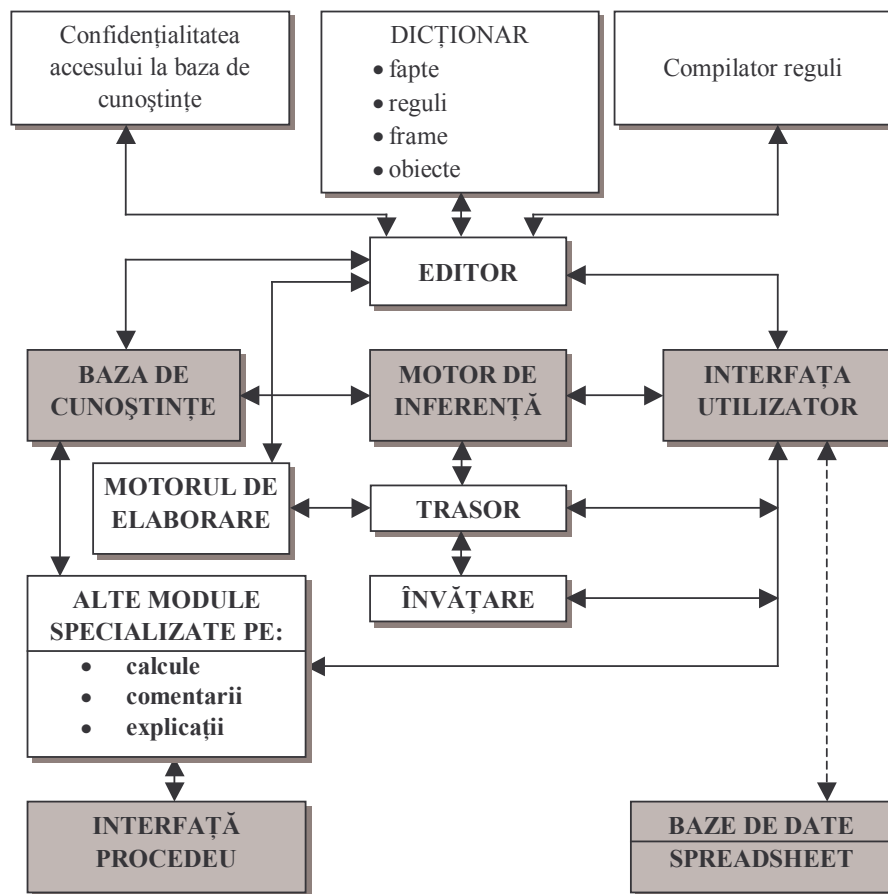 Confidențialitatea
accesului la baza de
cunoştințe
DICȚIONAR
• fapte
• reguli
• frame
• obiecte
Compilator reguli
EDITOR
BAZA DE
CUNOŞTINȚE
MOTOR DE
INFERENȚĂ
INTERFAȚA
UTILIZATOR
MOTORUL DE
ELABORARE
TRASOR
ÎNVĂȚARE
ALTE MODULE
SPECIALIZATE PE:
• calcule
• comentarii
• explicații
INTERFAȚĂ
PROCEDEU
BAZE DE DATE
SPREADSHEET